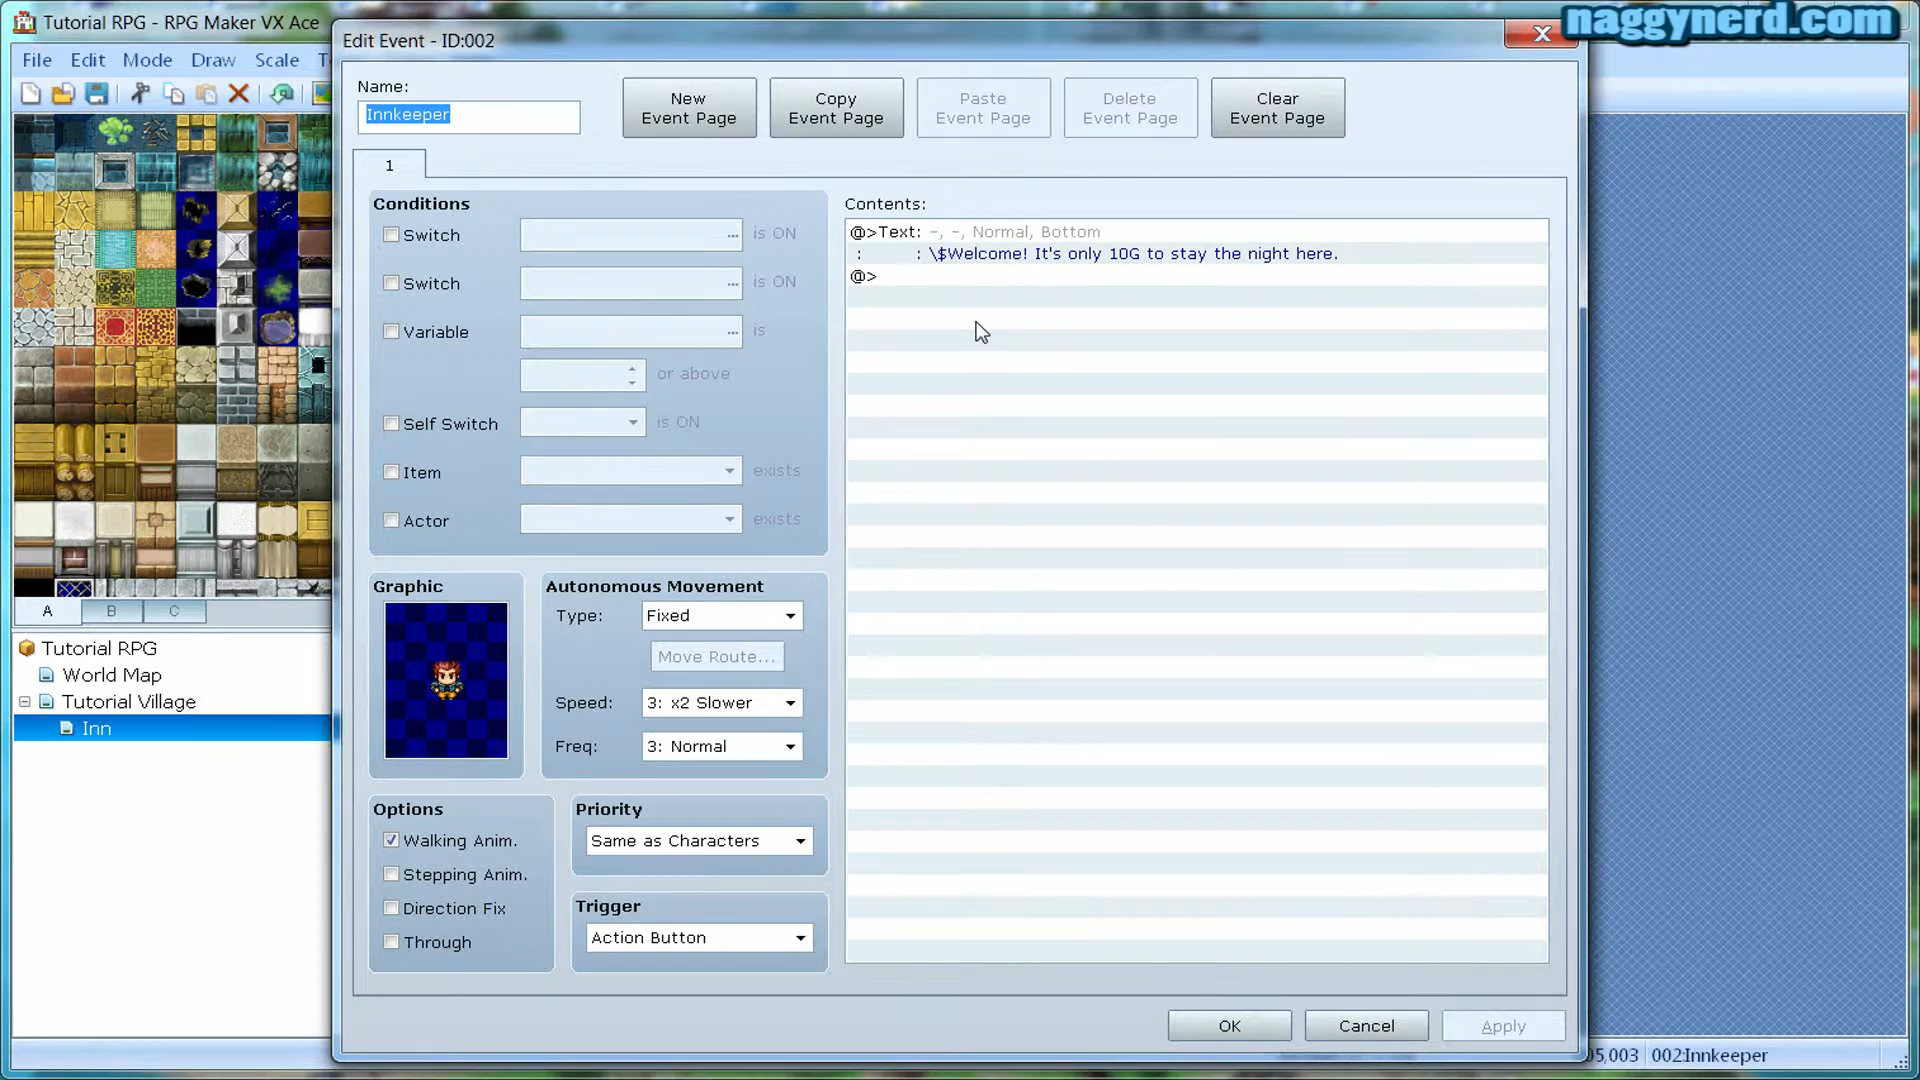 Tutorial RPG - RPG Maker VX Ace
naggynerd.com
File Edit Mode Draw Scale T
Edit Event - ID:002
Name:
Innkeeper
New Event Page
Copy Event Page
Paste Event Page
Delete Event Page
Clear Event Page
1
Conditions
Switch ... is ON
Switch ... is ON
Variable ... is
or above
Self Switch is ON
Item exists
Actor exists
Graphic
Autonomous Movement
Type: Fixed
Move Route...
Speed: 3: x2 Slower
Freq: 3: Normal
Options
Walking Anim.
Stepping Anim.
Direction Fix
Through
Priority
Same as Characters
Trigger
Action Button
Contents:
@>Text: -, -, Normal, Bottom
: : \$Welcome! It's only 10G to stay the night here.
@>
A B C
Tutorial RPG
World Map
Tutorial Village
Inn
OK Cancel Apply
05,003 002:Innkeeper